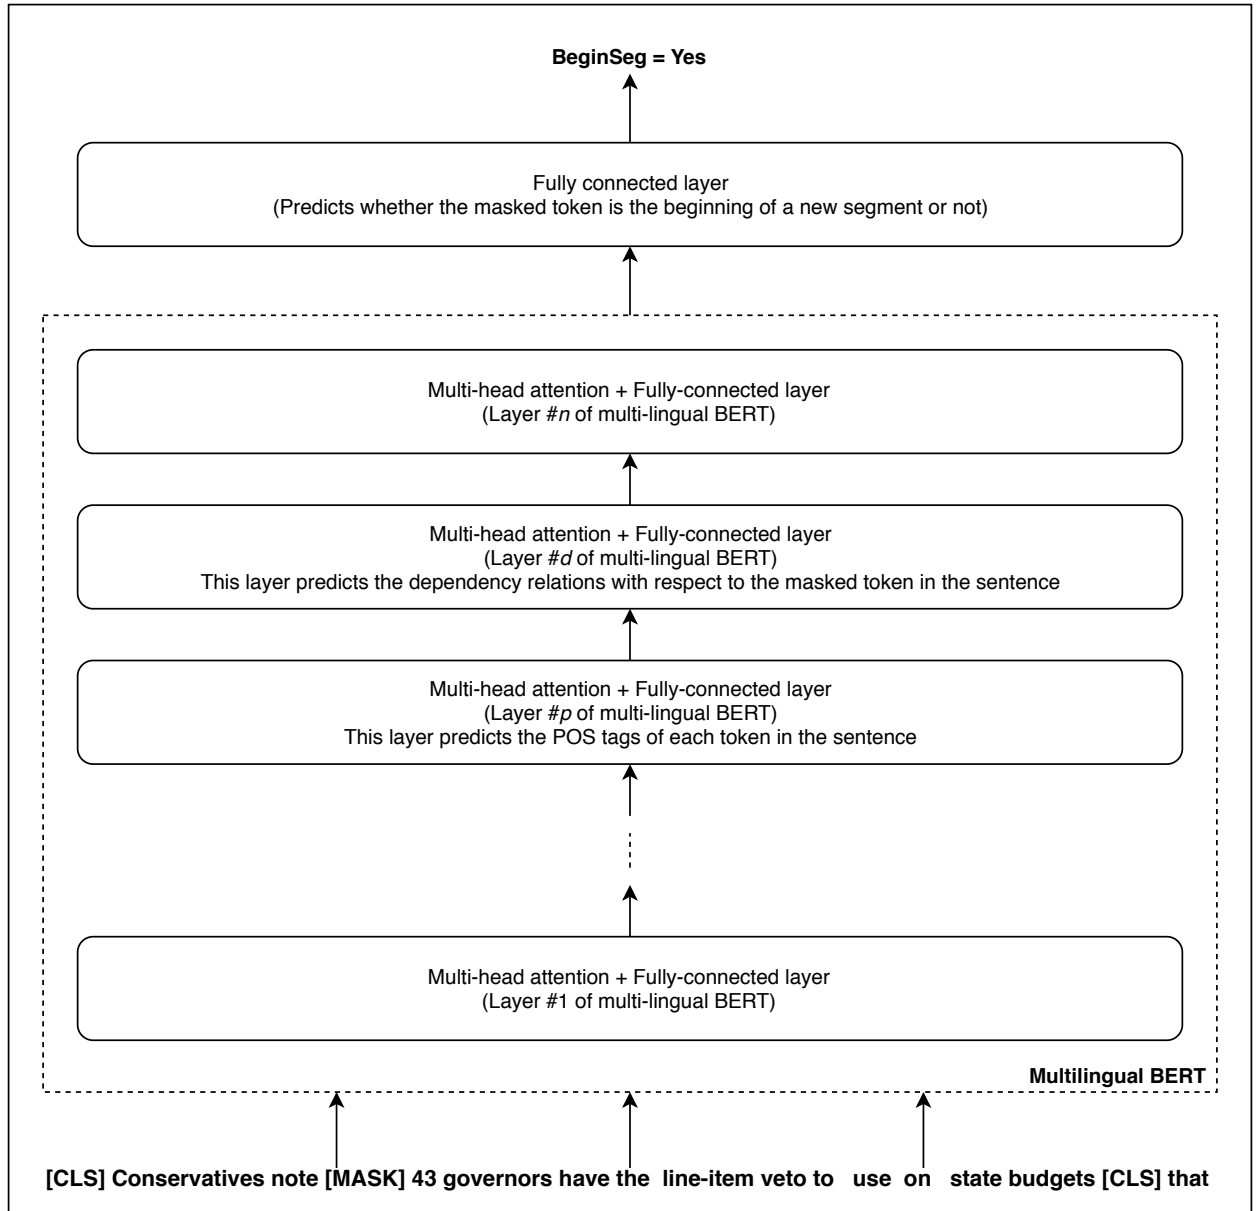 BeginSeg = Yes
Fully connected layer
(Predicts whether the masked token is the beginning of a new segment or not)
Multi-head attention + Fully-connected layer
(Layer #n of multi-lingual BERT)
Multi-head attention + Fully-connected layer
(Layer #d of multi-lingual BERT)
This layer predicts the dependency relations with respect to the masked token in the sentence
Multi-head attention + Fully-connected layer
(Layer #p of multi-lingual BERT)
This layer predicts the POS tags of each token in the sentence
Multi-head attention + Fully-connected layer
(Layer #1 of multi-lingual BERT)
Multilingual BERT
[CLS] Conservatives note [MASK] 43 governors have the line-item veto to use on state budgets [CLS] that